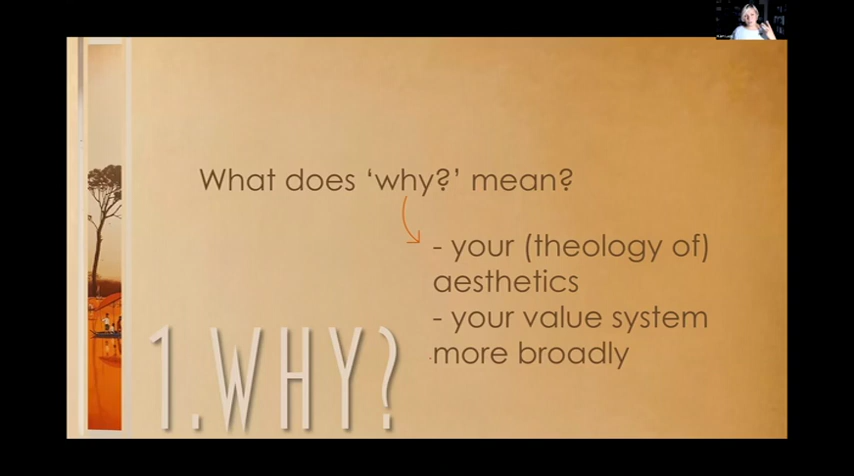 What does ‘why?’ mean?
- your (theology of)
aesthetics
- your value system
more broadly
1.WHY?